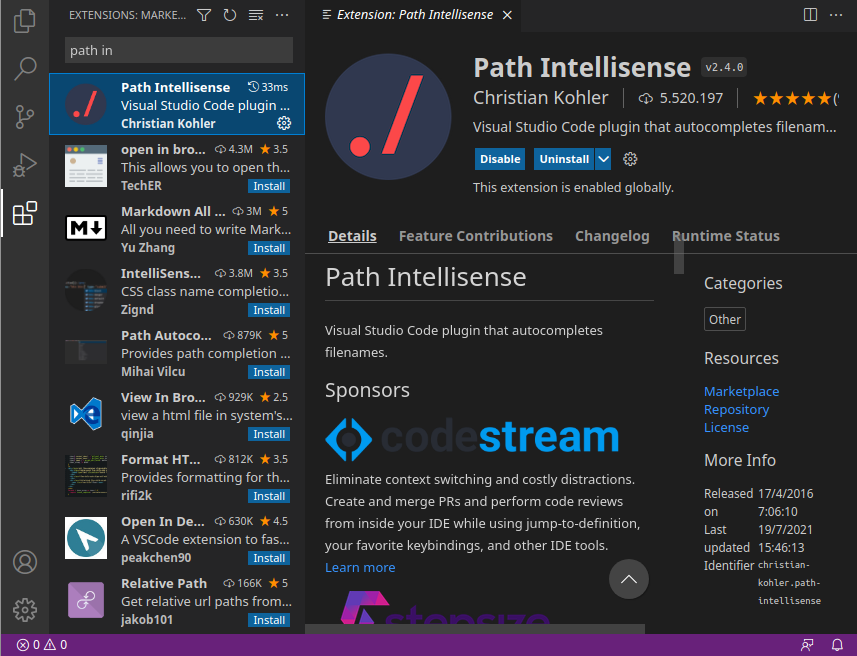 EXTENSIONS: MARKE...
path in
Path Intellisense 33ms
Visual Studio Code plugin ...
Christian Kohler
open in bro... 4.3M 3.5
This allows you to open th...
TechER Install
Markdown All ... 3M 5
All you need to write Mark...
Yu Zhang Install
IntelliSens... 3.8M 3.5
CSS class name completio...
Zignd Install
Path Autoco... 879K 5
Provides path completion ...
Mihai Vilcu Install
View In Bro... 929K 2.5
view a html file in system's...
qinjia Install
Format HT... 812K 3.5
Provides formatting for th...
rifi2k Install
Open In De... 630K 4.5
A VSCode extension to fas...
peakchen90 Install
Relative Path 166K 5
Get relative url paths from...
jakob101 Install
Extension: Path Intellisense
Path Intellisense v2.4.0
Christian Kohler 5.520.197
Visual Studio Code plugin that autocompletes filenam...
Disable Uninstall
This extension is enabled globally.
Details Feature Contributions Changelog Runtime Status
Path Intellisense
Visual Studio Code plugin that autocompletes
filenames.
Sponsors
codestream
Eliminate context switching and costly distractions.
Create and merge PRs and perform code reviews
from inside your IDE while using jump-to-definition,
your favorite keybindings, and other IDE tools.
Learn more
stepsize
Categories
Other
Resources
Marketplace
Repository
License
More Info
Released 17/4/2016
on 7:06:10
Last 19/7/2021
updated 15:46:13
Identifier christian-
kohler.path-
intellisense
0 0